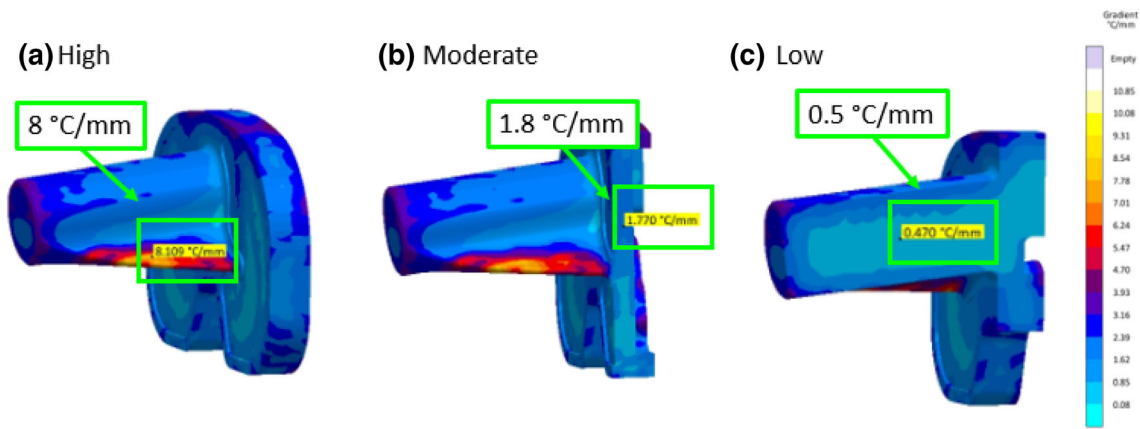 (a) High
(b) Moderate
(c) Low
8 °C/mm
1.8 °C/mm
0.5 °C/mm
8.109 °C/mm
1.770 °C/mm
0.470 °C/mm
Gradient
°C/mm
Empty
10.85
10.08
9.31
8.54
7.78
7.01
6.24
5.47
4.70
3.93
3.16
2.39
1.62
0.85
0.08